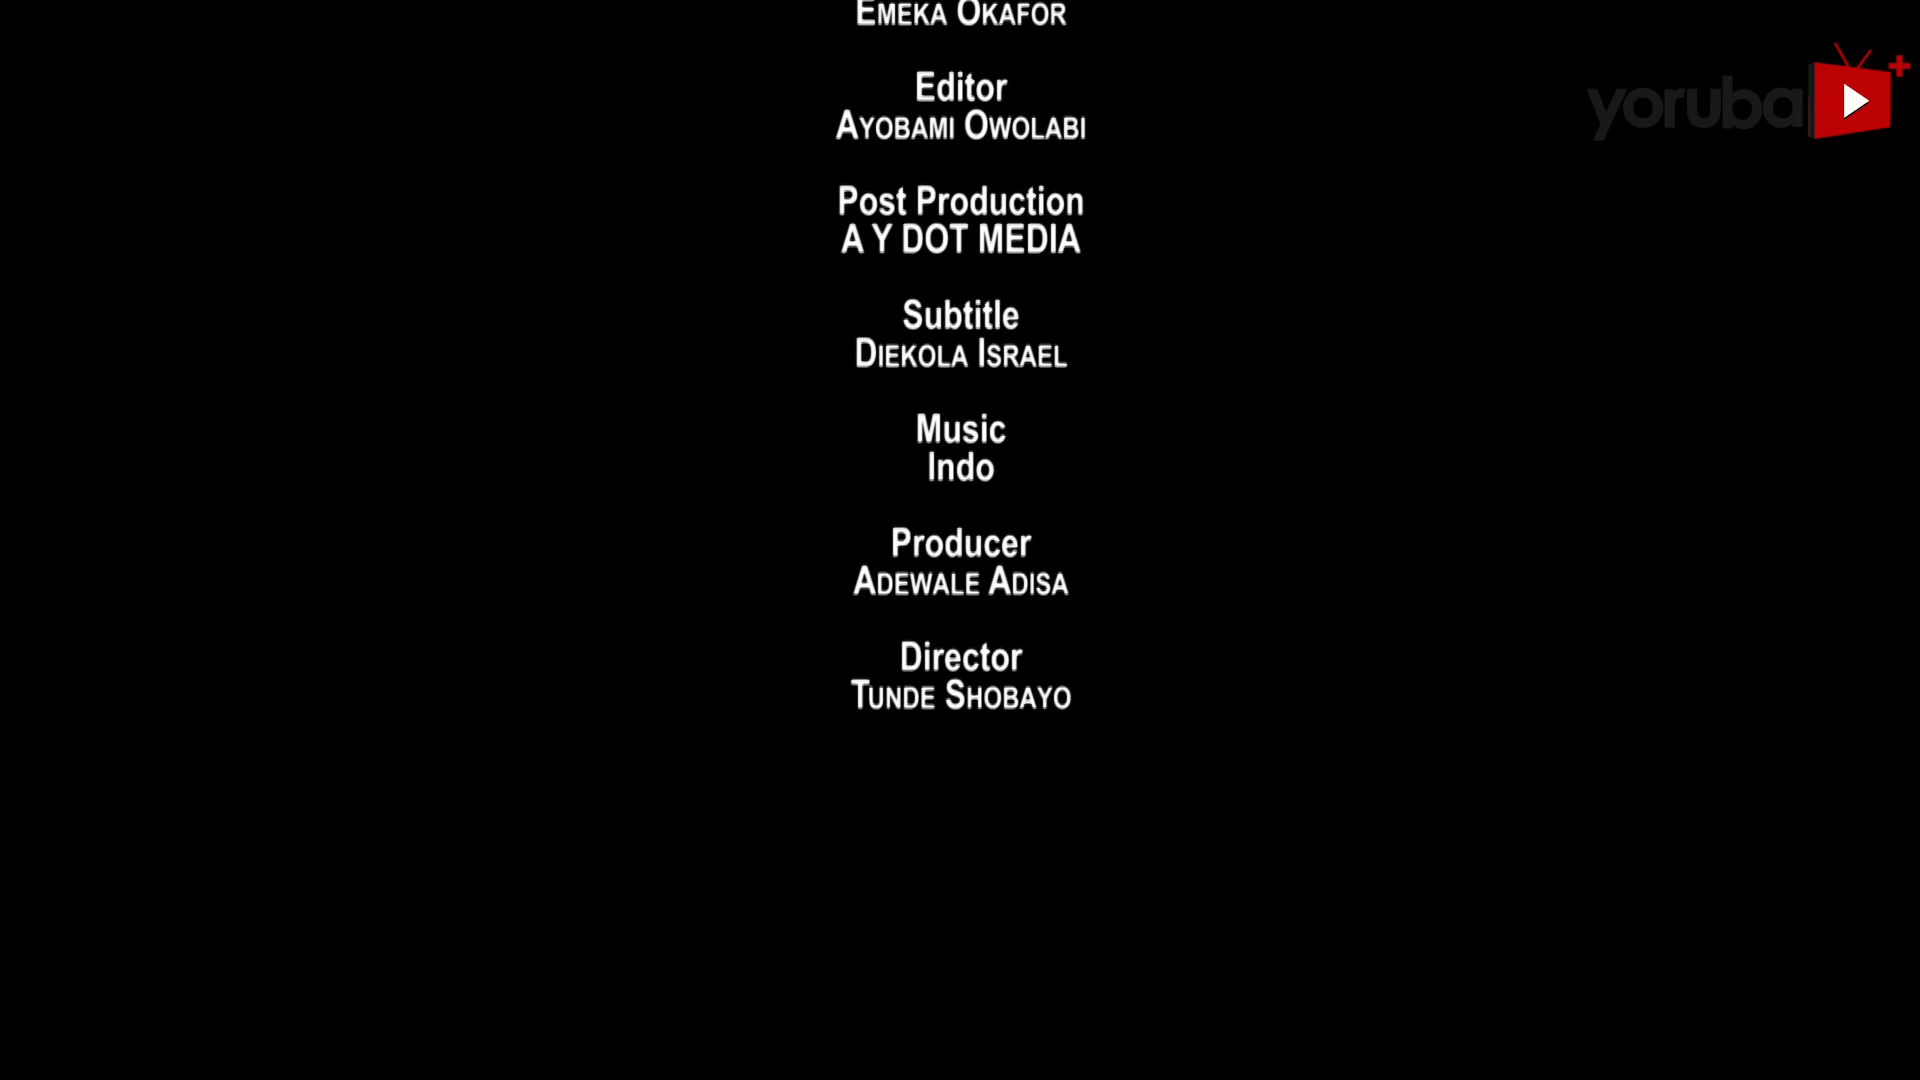 EMEKA OKAFOR
Editor
AYOBAMI OWOLABI
Post Production
A Y DOT MEDIA
Subtitle
DIEKOLA ISRAEL
Music
Indo
Producer
ADEWALE ADISA
Director
TUNDE SHOBAYO
yoruba